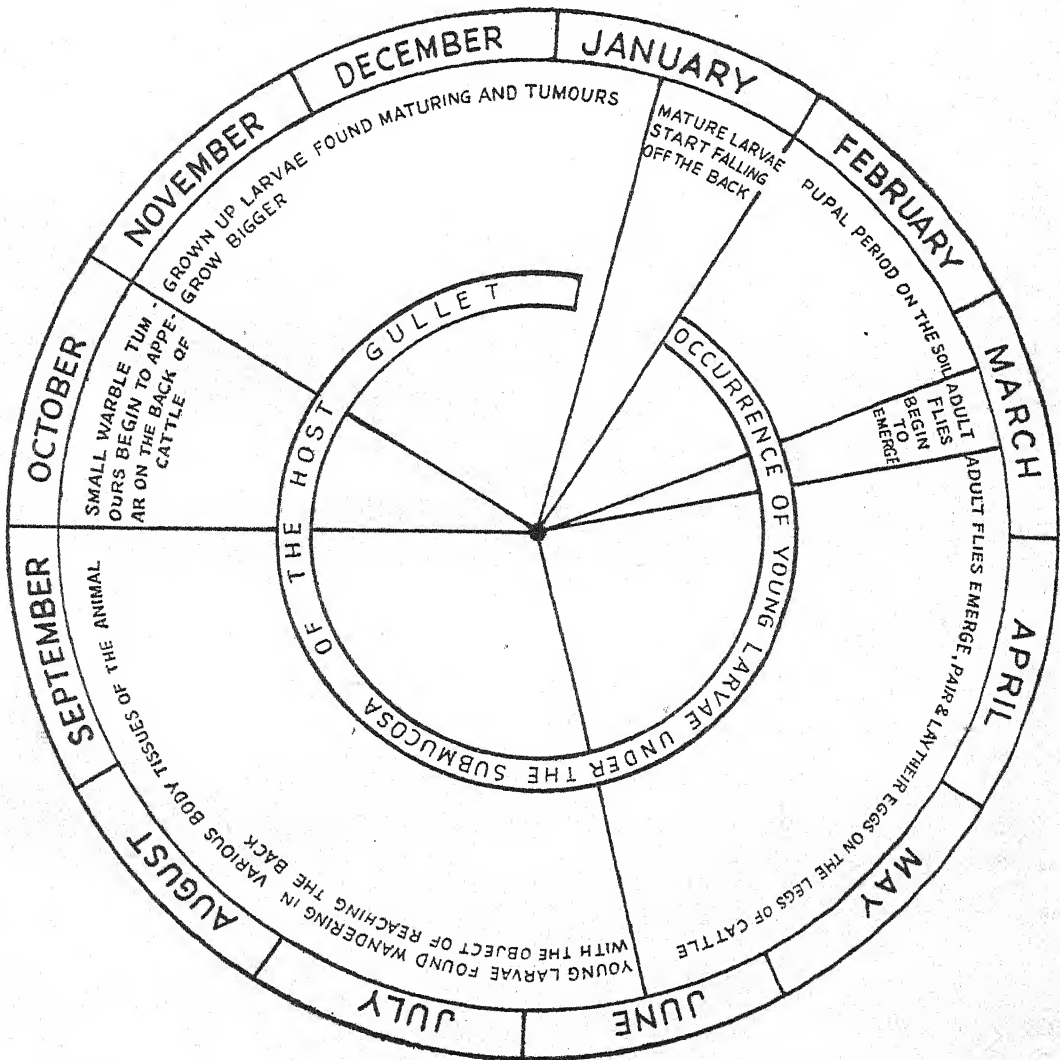 JANUARY
FEBRUARY
MARCH
APRIL
MAY
JUNE
JULY
AUGUST
SEPTEMBER
OCTOBER
NOVEMBER
DECEMBER
MATURE LARVAE
START FALLING
OFF THE BACK
PUPAL PERIOD ON THE SOIL
ADULT
FLIES
BEGIN
TO
EMERGE
ADULT FLIES EMERGE, PAIR & LAY THEIR EGGS ON THE LEGS OF CATTLE
YOUNG LARVAE FOUND WANDERING IN VARIOUS BODY TISSUES OF THE ANIMAL
WITH THE OBJECT OF REACHING THE BACK
SMALL WARBLE TUM-
OURS BEGIN TO APPE-
AR ON THE BACK OF
CATTLE
GROWN UP LARVAE FOUND MATURING AND TUMOURS
GROW BIGGER
OCCURRENCE OF YOUNG LARVAE UNDER THE SUBMUCOSA OF THE HOST GULLET